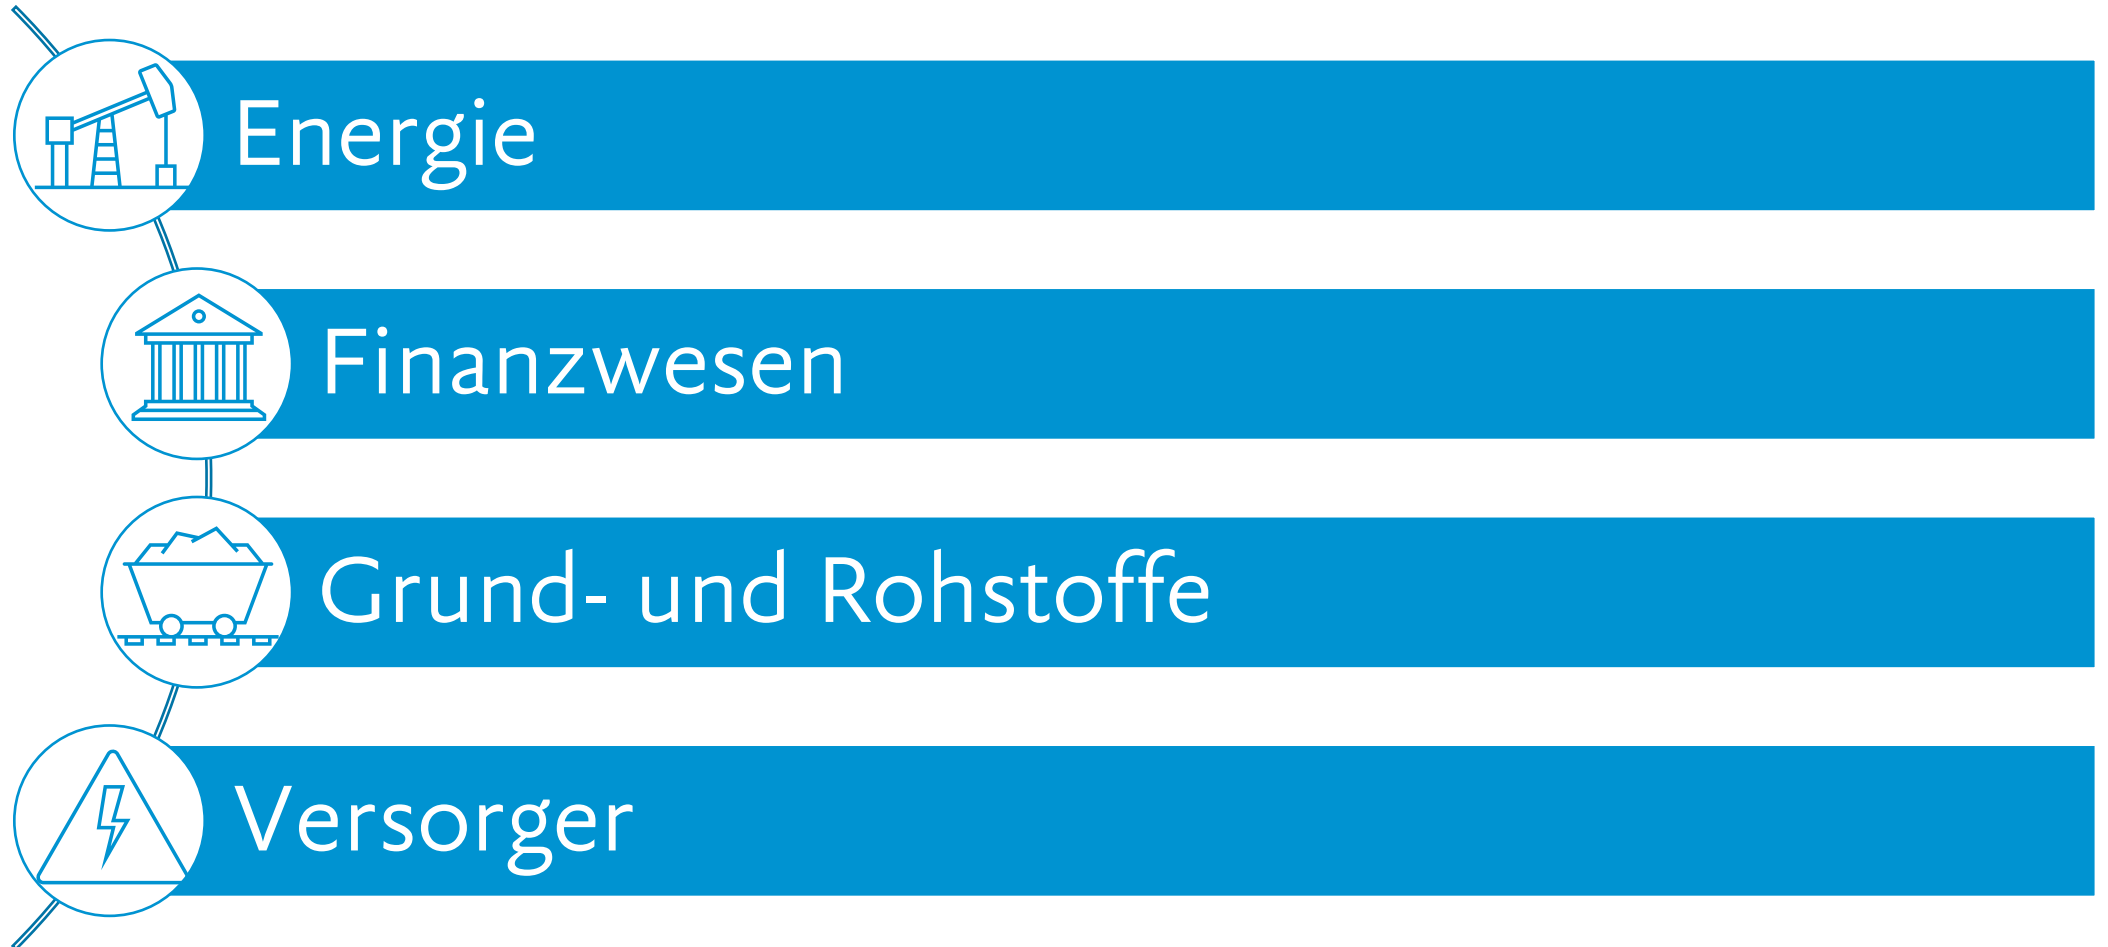 Energie
Finanzwesen
Grund- und Rohstoffe
Versorger